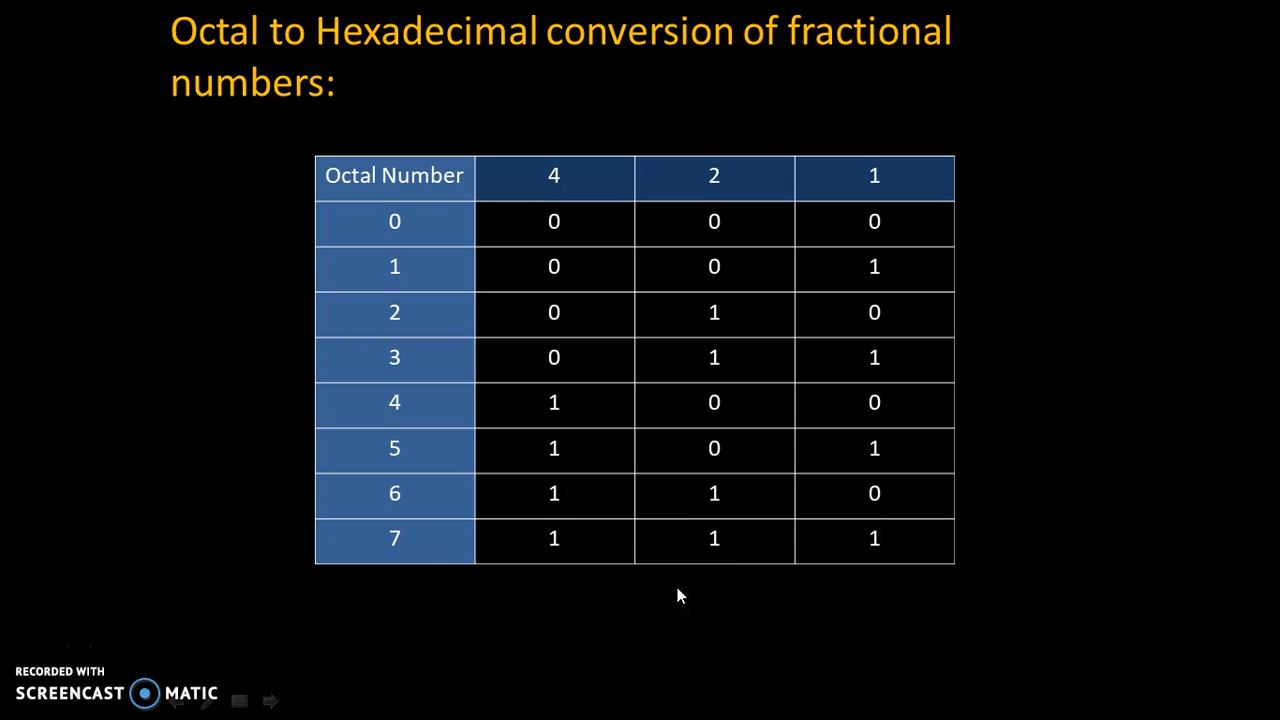 Octal to Hexadecimal conversion of fractional
numbers:
Octal Number 4 2 1
0 0 0 0
1 0 0 1
2 0 1 0
3 0 1 1
4 1 0 0
5 1 0 1
6 1 1 0
7 1 1 1
RECORDED WITH
SCREENCAST MATIC